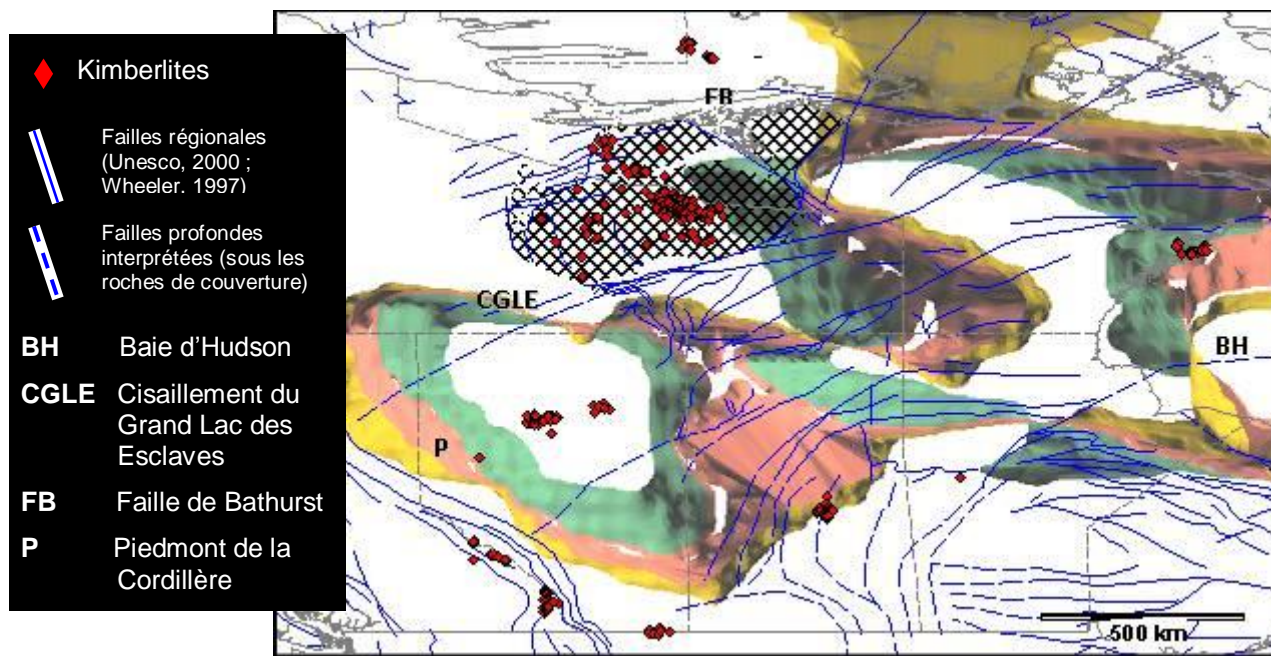 Kimberlites
Failles régionales
(Unesco, 2000 ;
Wheeler. 1997)
Failles profondes
interprétées (sous les
roches de couverture)
BH Baie d'Hudson
CGLE Cisaillement du
Grand Lac des
Esclaves
FB Faille de Bathurst
P Piedmont de la
Cordillère
FB
CGLE
BH
P
500 km